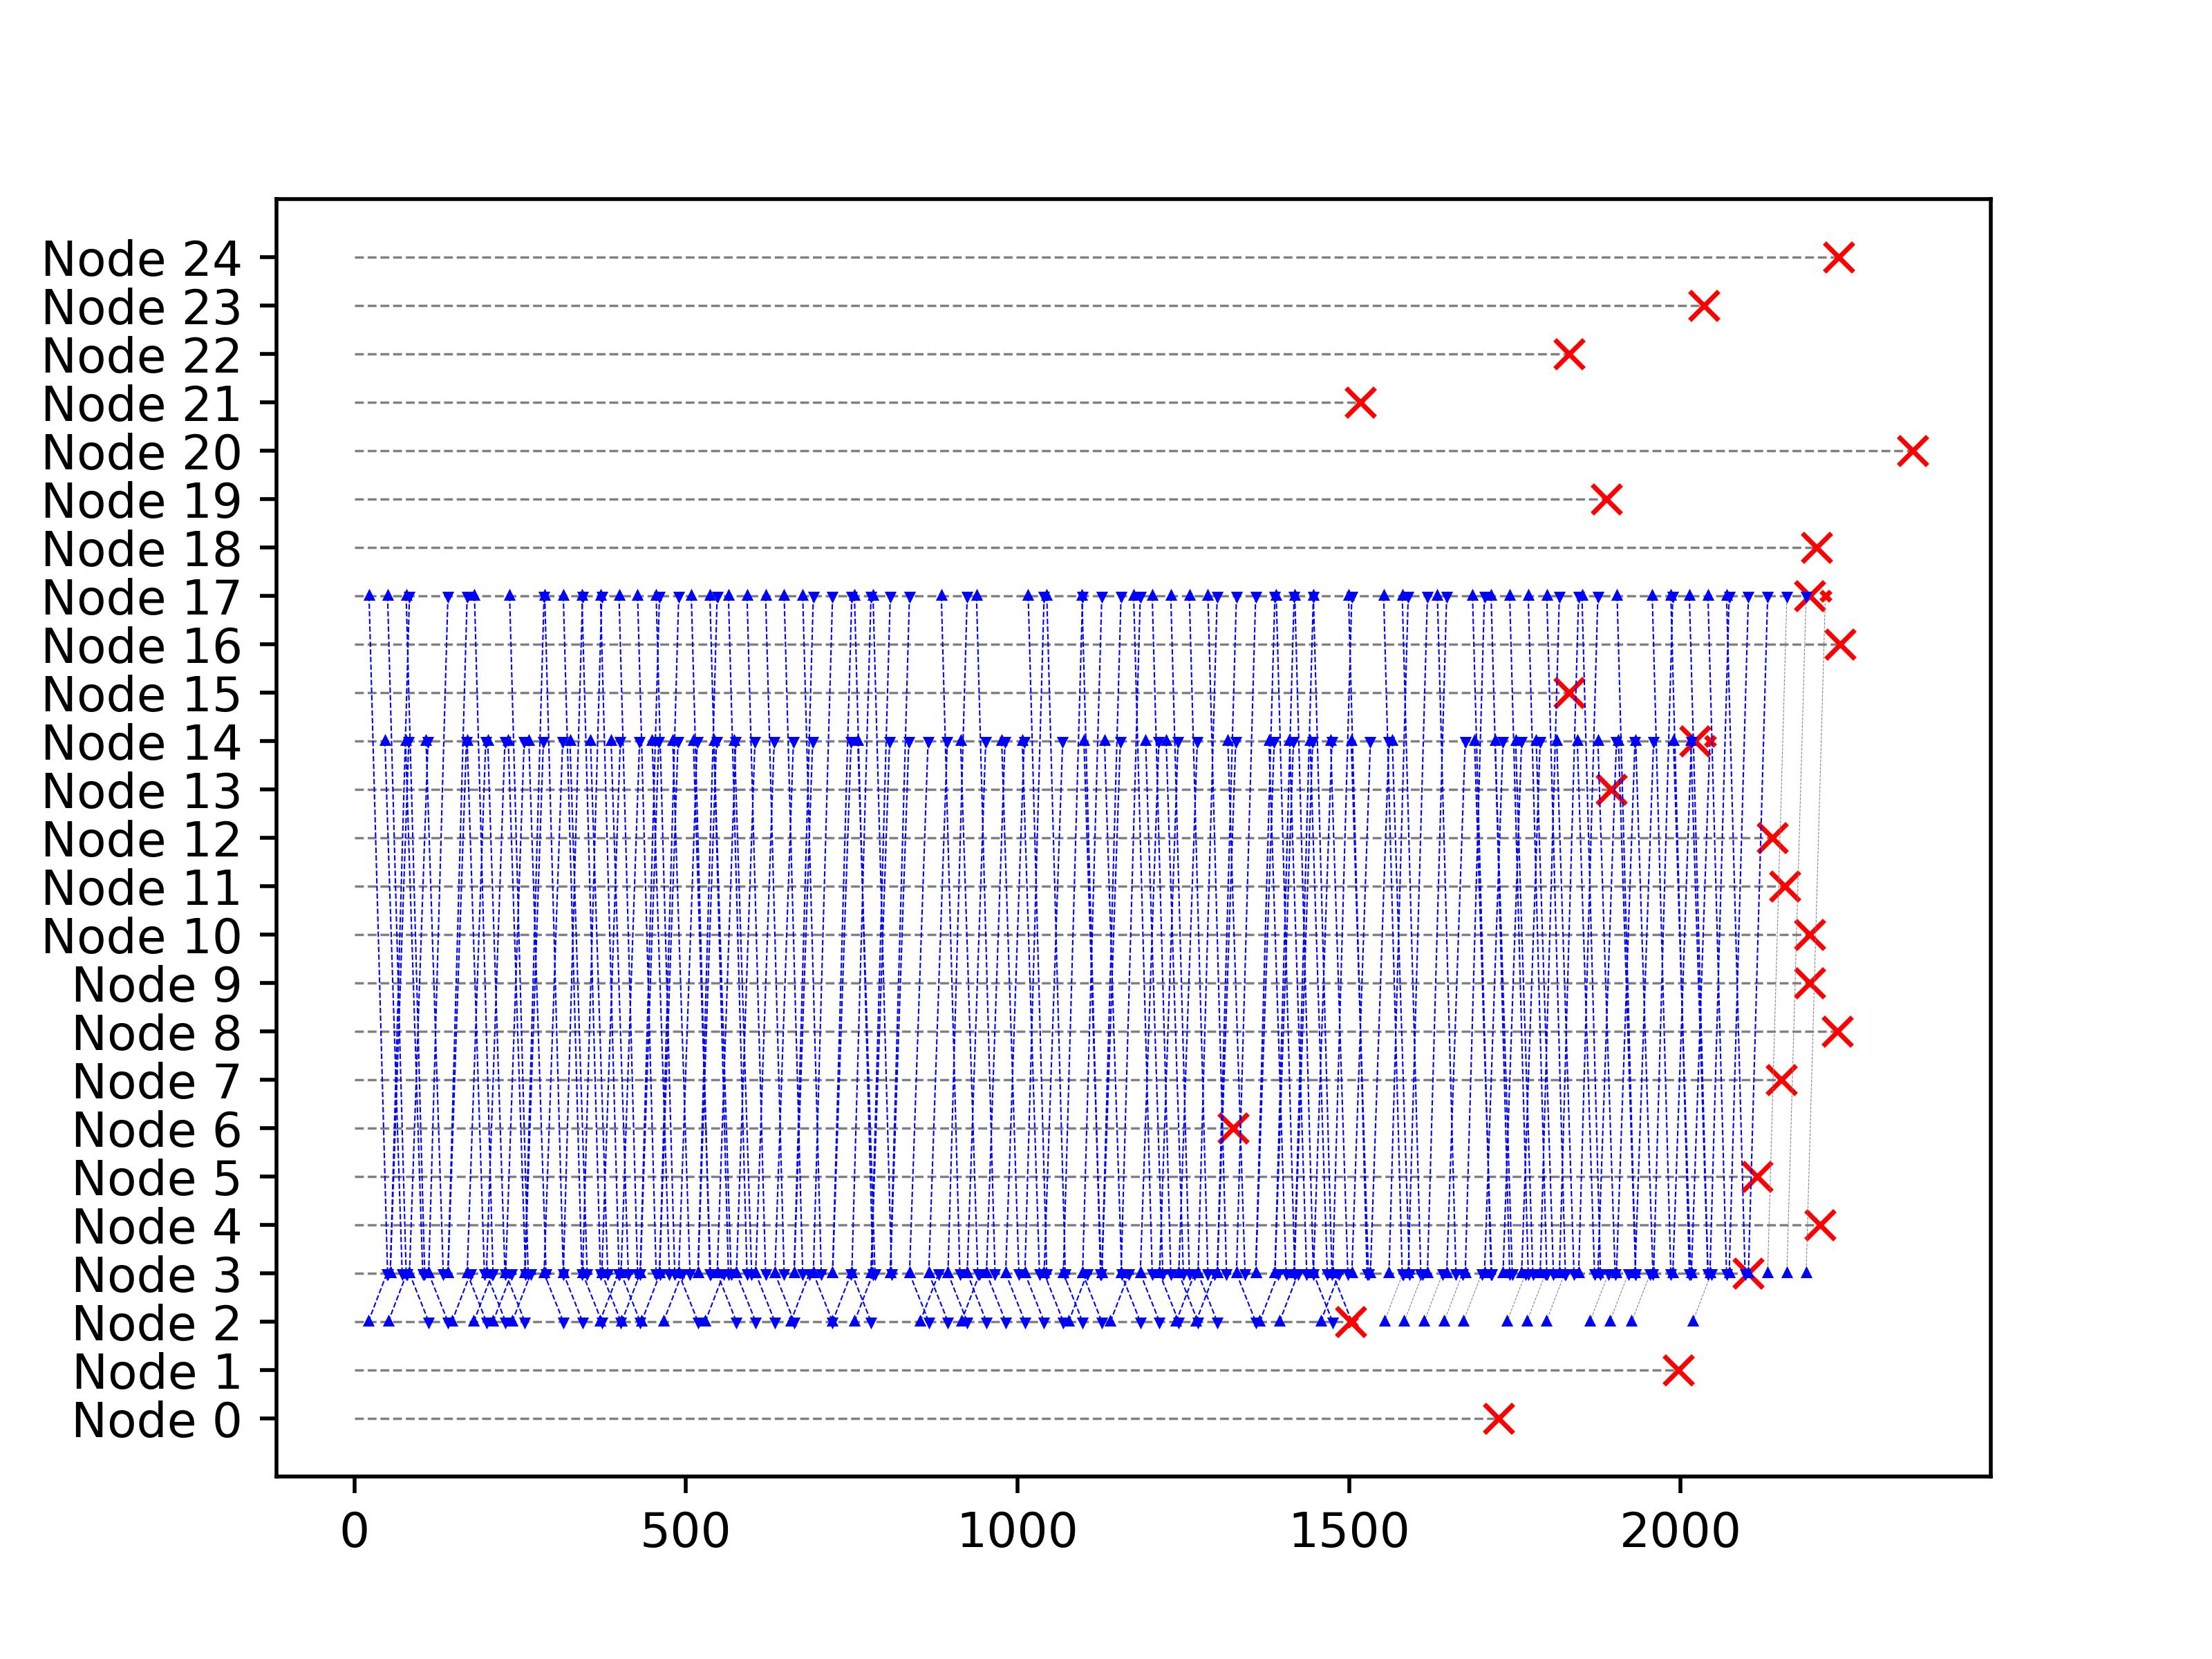 Node 24
Node 23
Node 22
Node 21
Node 20
Node 19
Node 18
Node 17
Node 16
Node 15
Node 14
Node 13
Node 12
Node 11
Node 10
Node 9
Node 8
Node 7
Node 6
Node 5
Node 4
Node 3
Node 2
Node 1
Node 0
0 500 1000 1500 2000